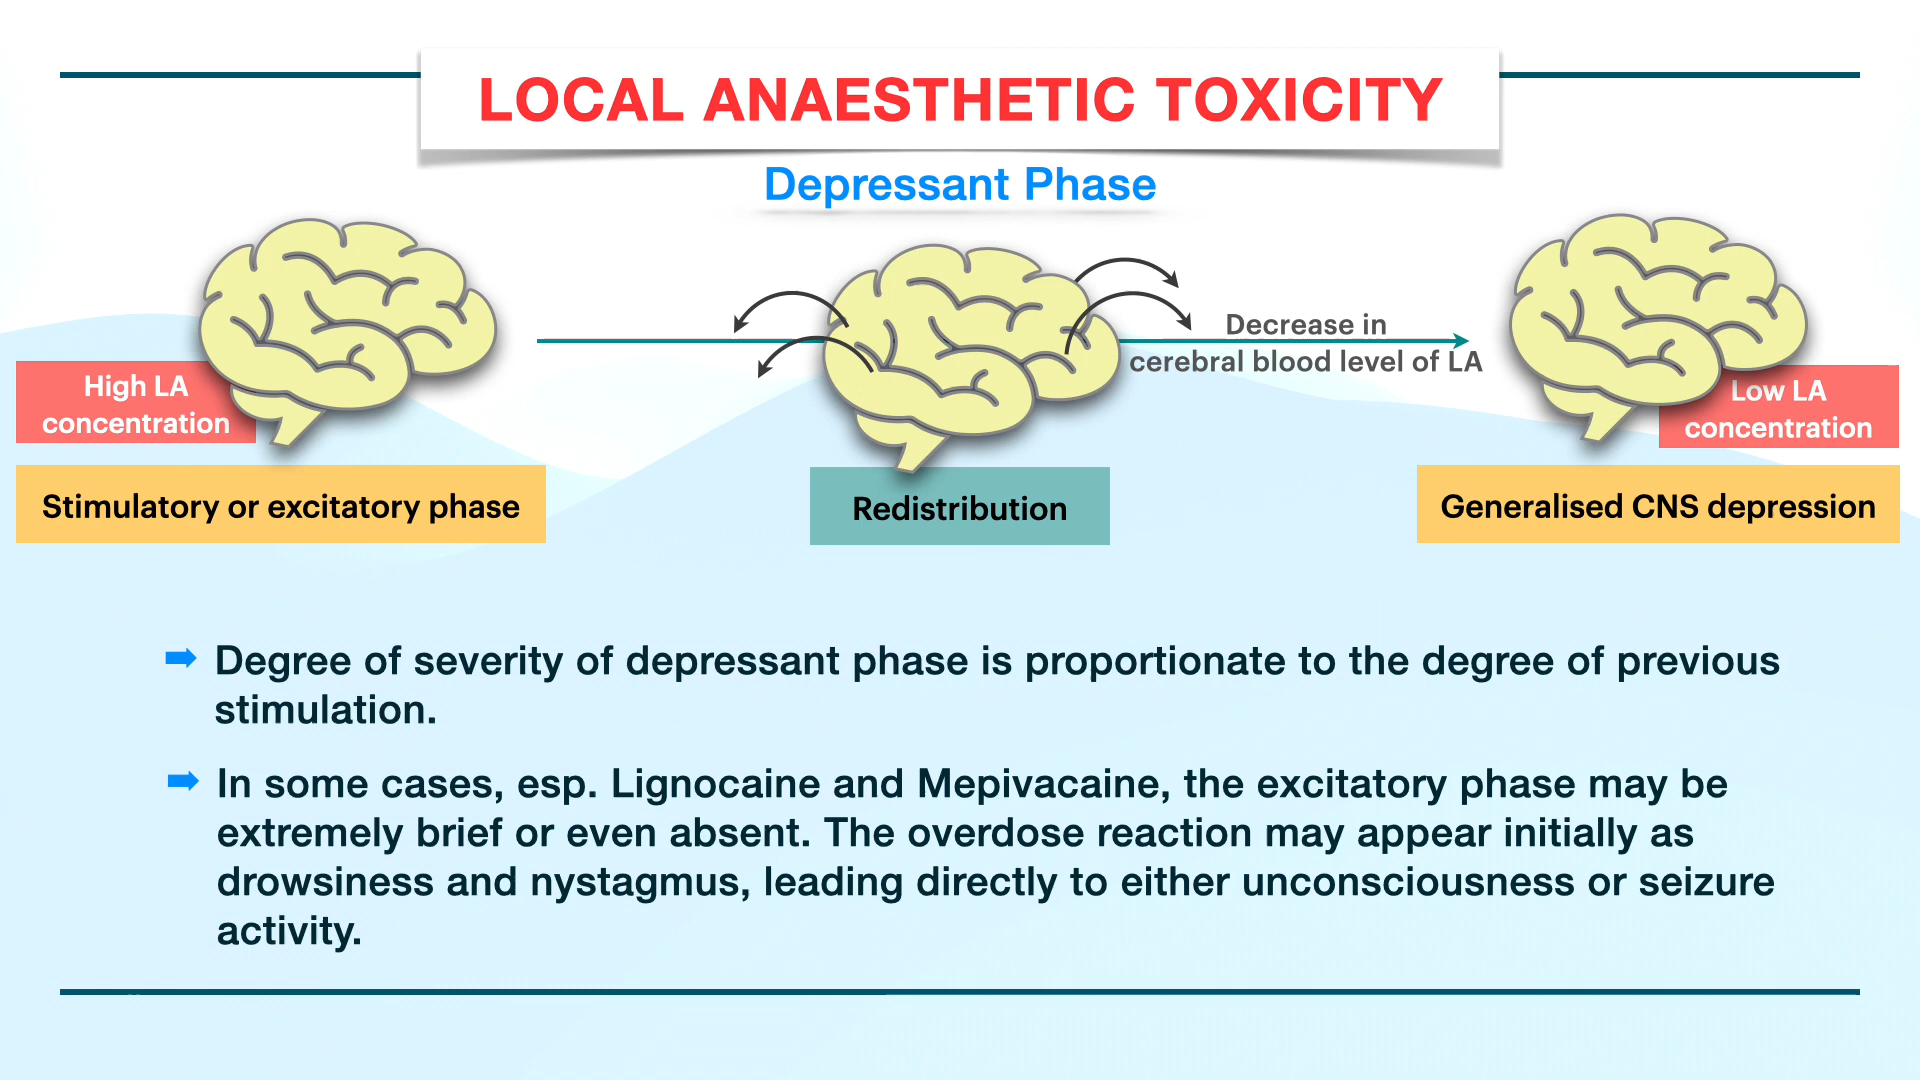 LOCAL ANAESTHETIC TOXICITY
Depressant Phase
High LA
concentration
Stimulatory or excitatory phase
Redistribution
Decrease in
cerebral blood level of LA
Low LA
concentration
Generalised CNS depression
Degree of severity of depressant phase is proportionate to the degree of previous
stimulation.
In some cases, esp. Lignocaine and Mepivacaine, the excitatory phase may be
extremely brief or even absent. The overdose reaction may appear initially as
drowsiness and nystagmus, leading directly to either unconsciousness or seizure
activity.